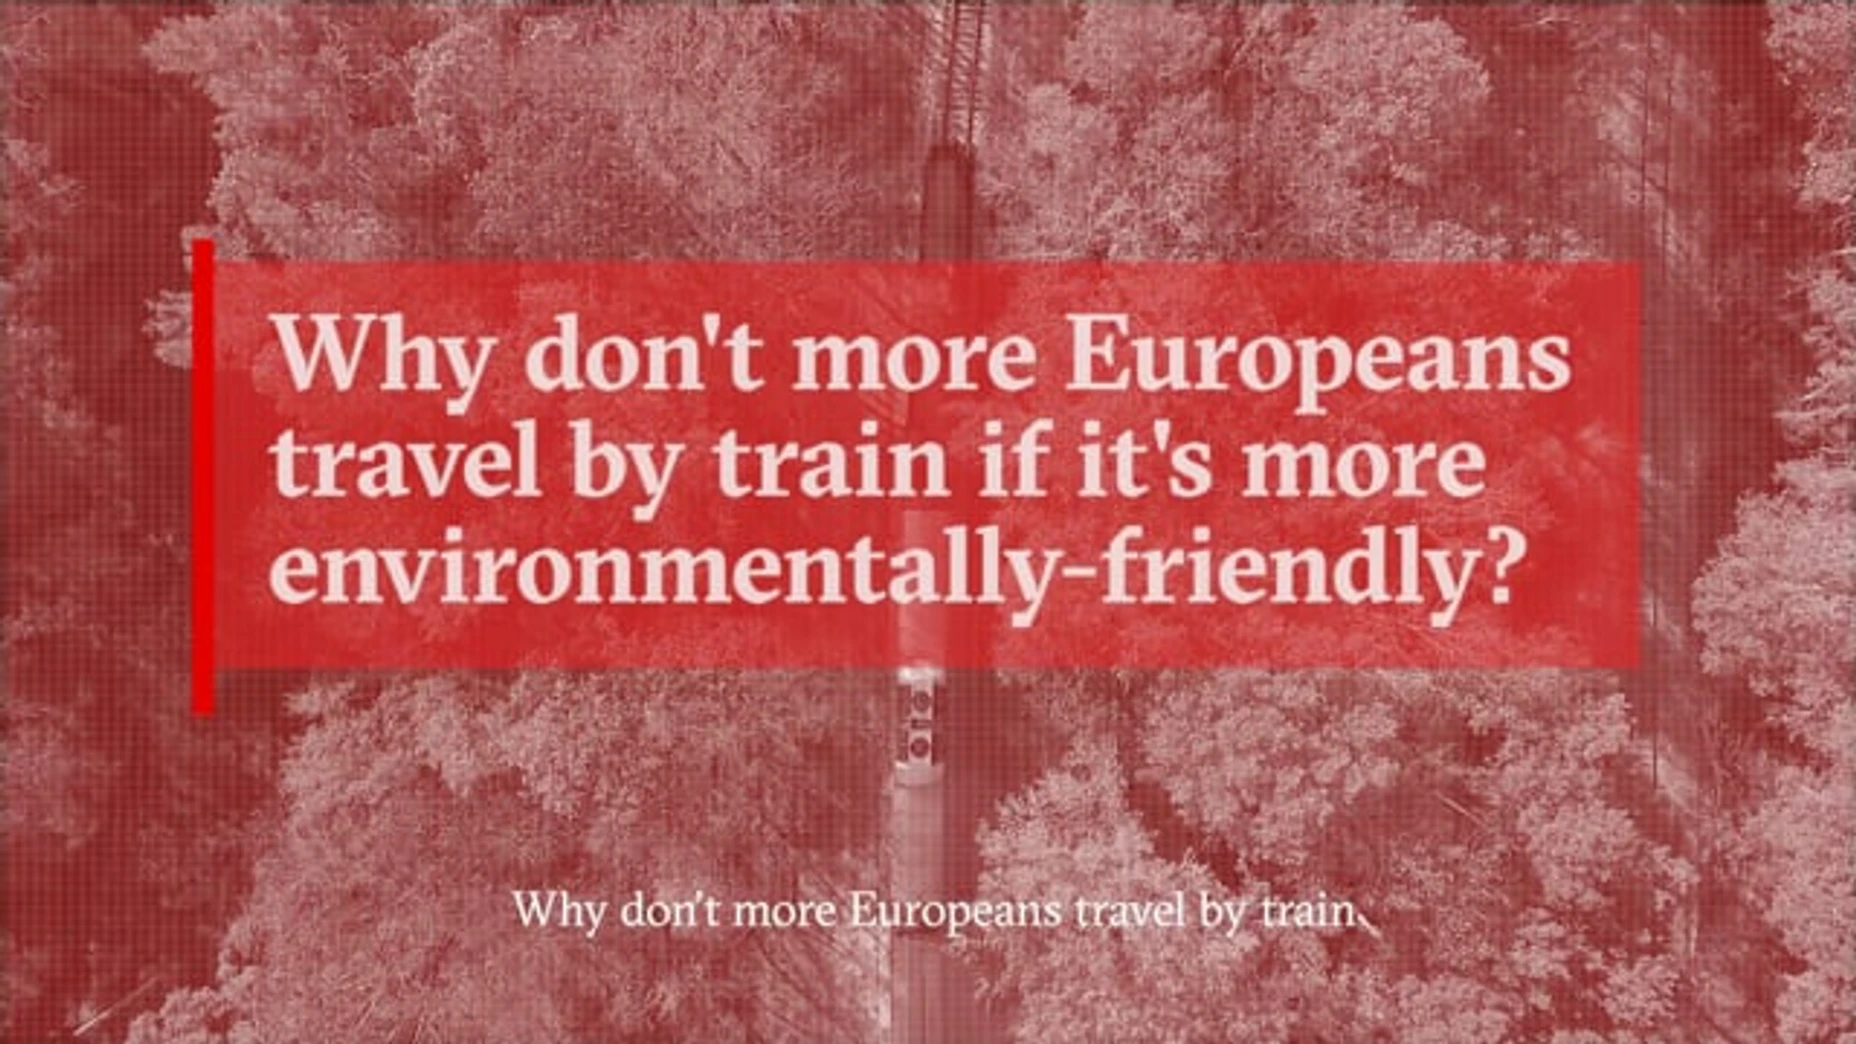 Why don't more Europeans
travel by train if it's more
environmentally-friendly?
Why don't more Europeans travel by train